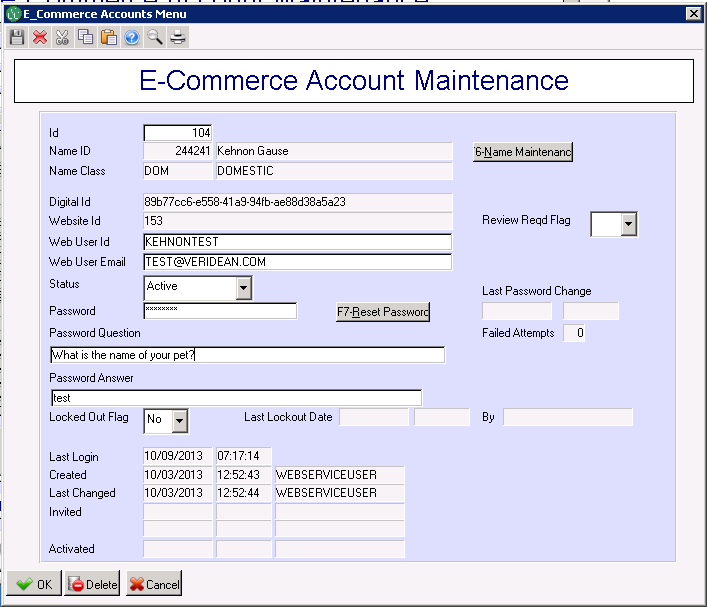 E_Commerce Accounts Menu
E-Commerce Account Maintenance
Id 104
Name ID 244241 Kehnon Gause 6-Name Maintenanc
Name Class DOM DOMESTIC
Digital Id 89b77cc6-e558-41a9-94fb-ae88d38a5a23
Website Id 153 Review Reqd Flag
Web User Id KEHNONTEST
Web User Email TEST@VERIDEAN.COM
Status Active Last Password Change
Password ******** F7-Reset Password
Password Question Failed Attempts 0
What is the name of your pet?
Password Answer
test
Locked Out Flag No Last Lockout Date By
Last Login 10/09/2013 07:17:14
Created 10/03/2013 12:52:43 WEBSERVICEUSER
Last Changed 10/03/2013 12:52:44 WEBSERVICEUSER
Invited
Activated
OK Delete Cancel